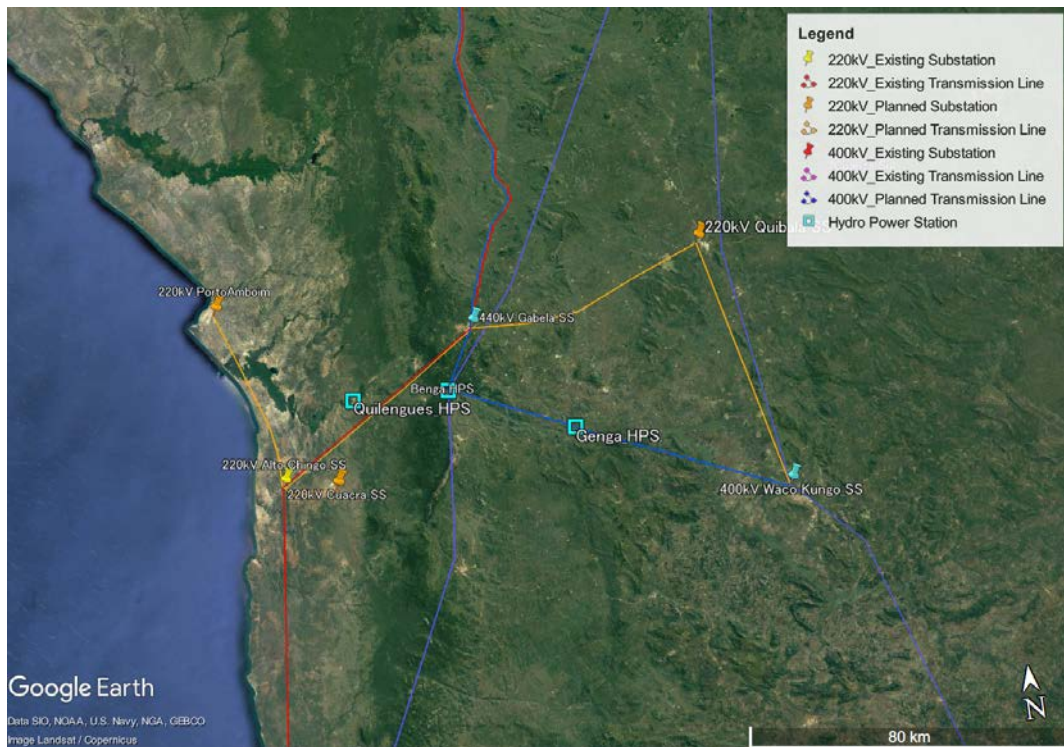 Legend
220kV_Existing Substation
220kV_Existing Transmission Line
220kV_Planned Substation
220kV_Planned Transmission Line
400kV_Existing Substation
400kV_Existing Transmission Line
400kV_Planned Transmission Line
Hydro Power Station
220kV Quibala SS
220kV PortoAmboim
440kV Gabela SS
Benga HPS
Quilengues HPS
Genga HPS
220kV Alto Chingo SS
220kV Cuacra SS
400kV Waco Kungo SS
Google Earth
Data SIO, NOAA, U.S. Navy, NGA, GEBCO
Image Landsat / Copernicus
N
80 km